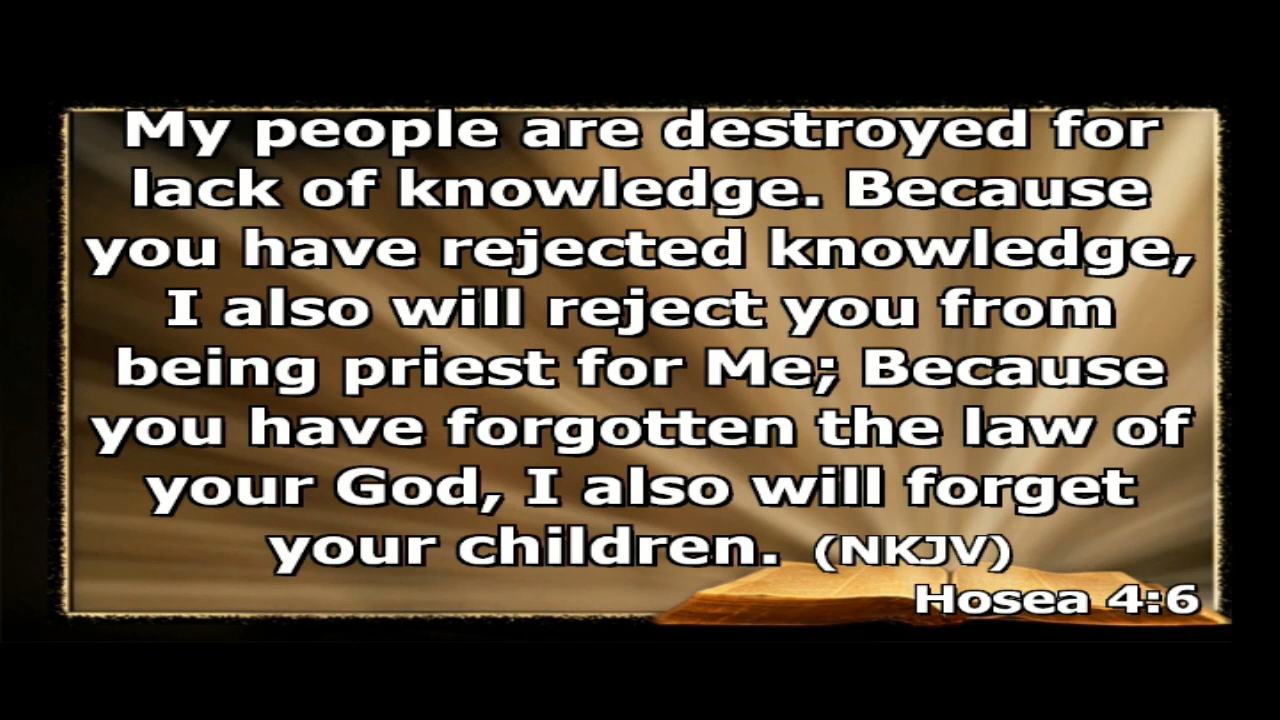 My people are destroyed for
lack of knowledge. Because
you have rejected knowledge,
I also will reject you from
being priest for Me; Because
you have forgotten the law of
your God, I also will forget
your children. (NKJV)
Hosea 4:6